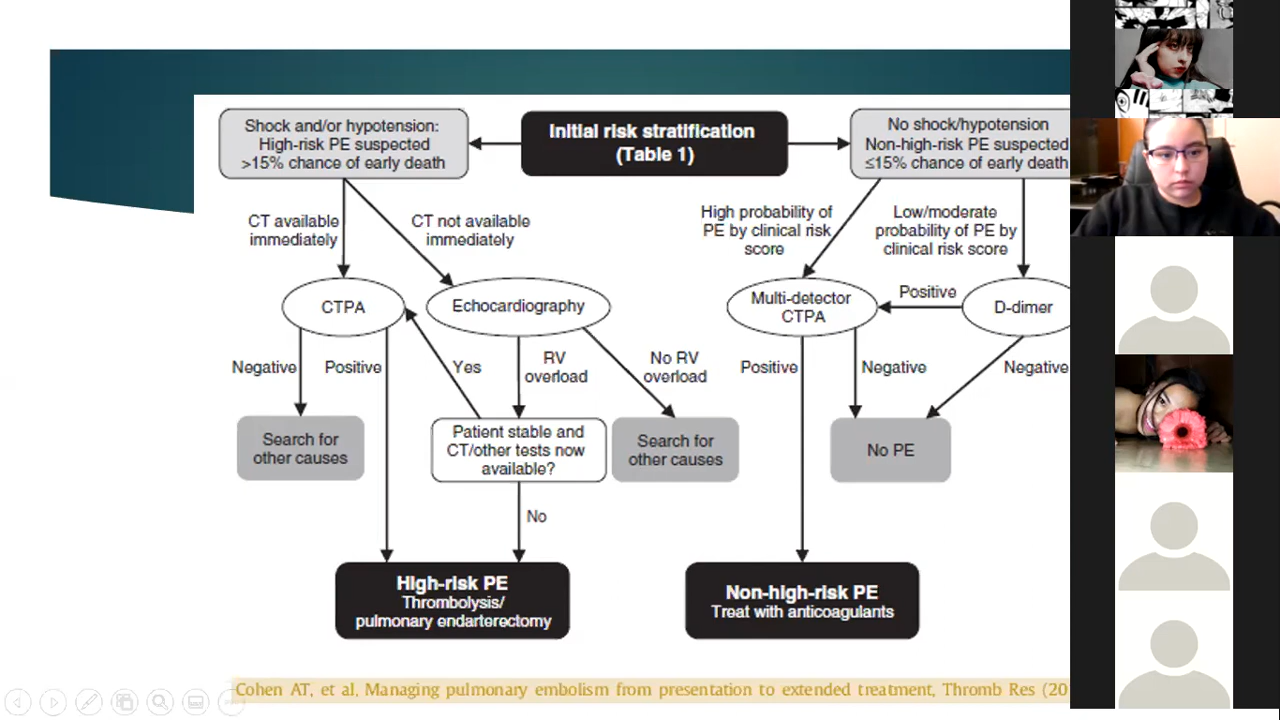 Initial risk stratification
(Table 1)
Shock and/or hypotension:
High-risk PE suspected
>15% chance of early death
No shock/hypotension
Non-high-risk PE suspected
≤15% chance of early death
CT available
immediately
CT not available
immediately
High probability of
PE by clinical risk
score
Low/moderate
probability of PE by
clinical risk score
CTPA
Echocardiography
Multi-detector
CTPA
Positive
D-dimer
Negative
Positive
Yes
RV
overload
No RV
overload
Positive
Negative
Negative
Search for
other causes
Patient stable and
CT/other tests now
available?
Search for
other causes
No PE
No
High-risk PE
Thrombolysis/
pulmonary endarterectomy
Non-high-risk PE
Treat with anticoagulants
Cohen AT, et al, Managing pulmonary embolism from presentation to extended treatment, Thromb Res (20